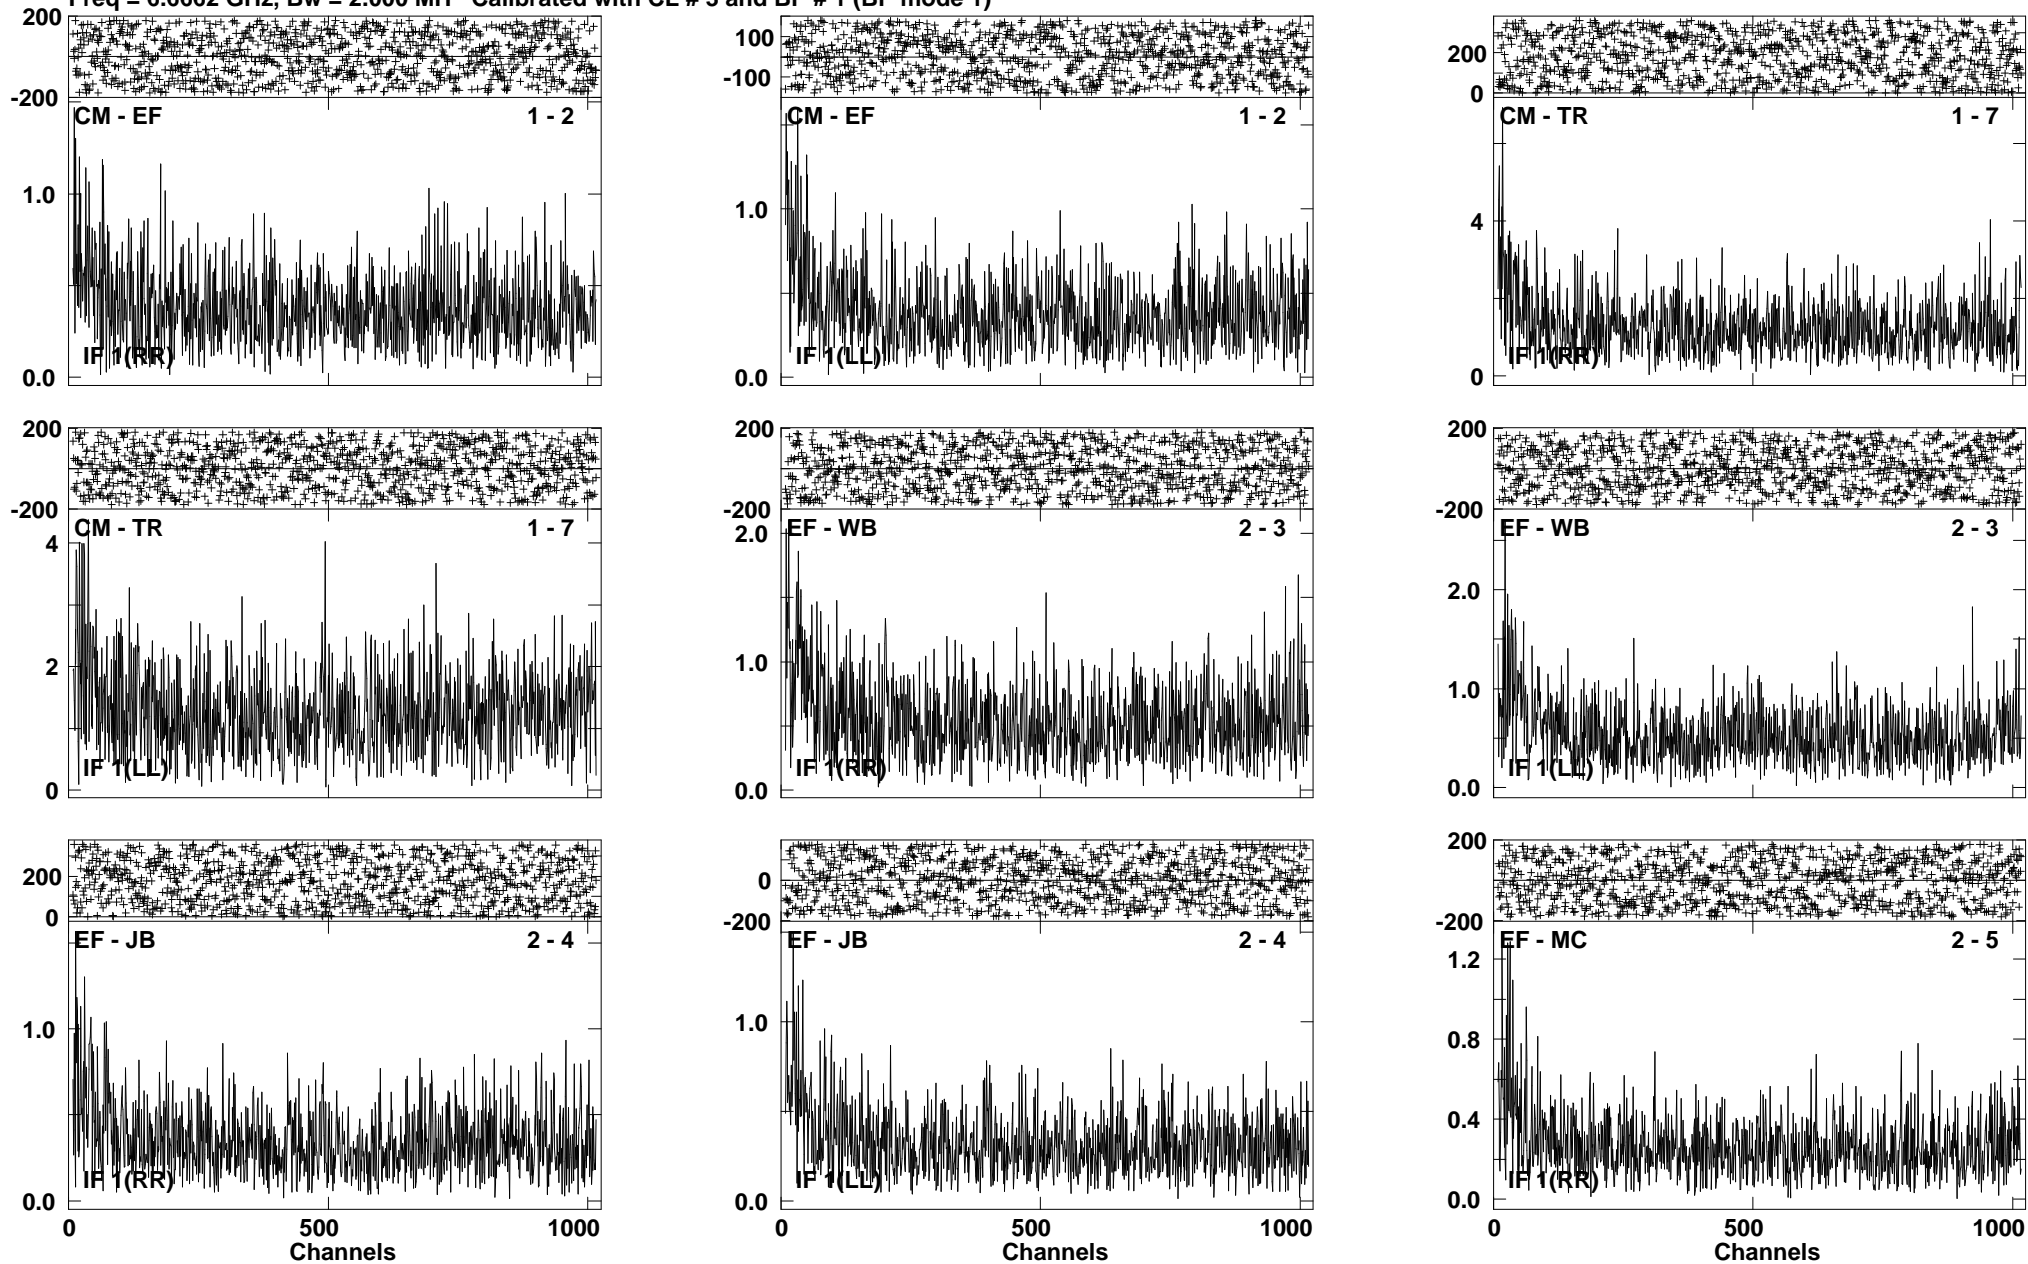 Freq = 6.6662 GHz, Bw = 2.000 MH Calibrated with CL # 3 and BP # 1 (BP mode 1)
200
-200
CM - EF 1 - 2
1.0
0.0
IF 1(RR)
100
-100
CM - EF 1 - 2
1.0
0.0
IF 1(LL)
200
0
CM - TR 1 - 7
4
0
IF 1(RR)
200
-200
CM - TR 1 - 7
4
2
0
IF 1(LL)
200
-200
EF - WB 2 - 3
2.0
1.0
0.0
IF 1(RR)
200
-200
EF - WB 2 - 3
2.0
1.0
0.0
IF 1(LL)
200
0
EF - JB 2 - 4
1.0
0.0
IF 1(RR)
0 500 1000
Channels
0
-200
EF - JB 2 - 4
1.0
0.0
IF 1(LL)
0 500 1000
Channels
200
-200
EF - MC 2 - 5
1.2
0.8
0.4
0.0
IF 1(RR)
0 500 1000
Channels